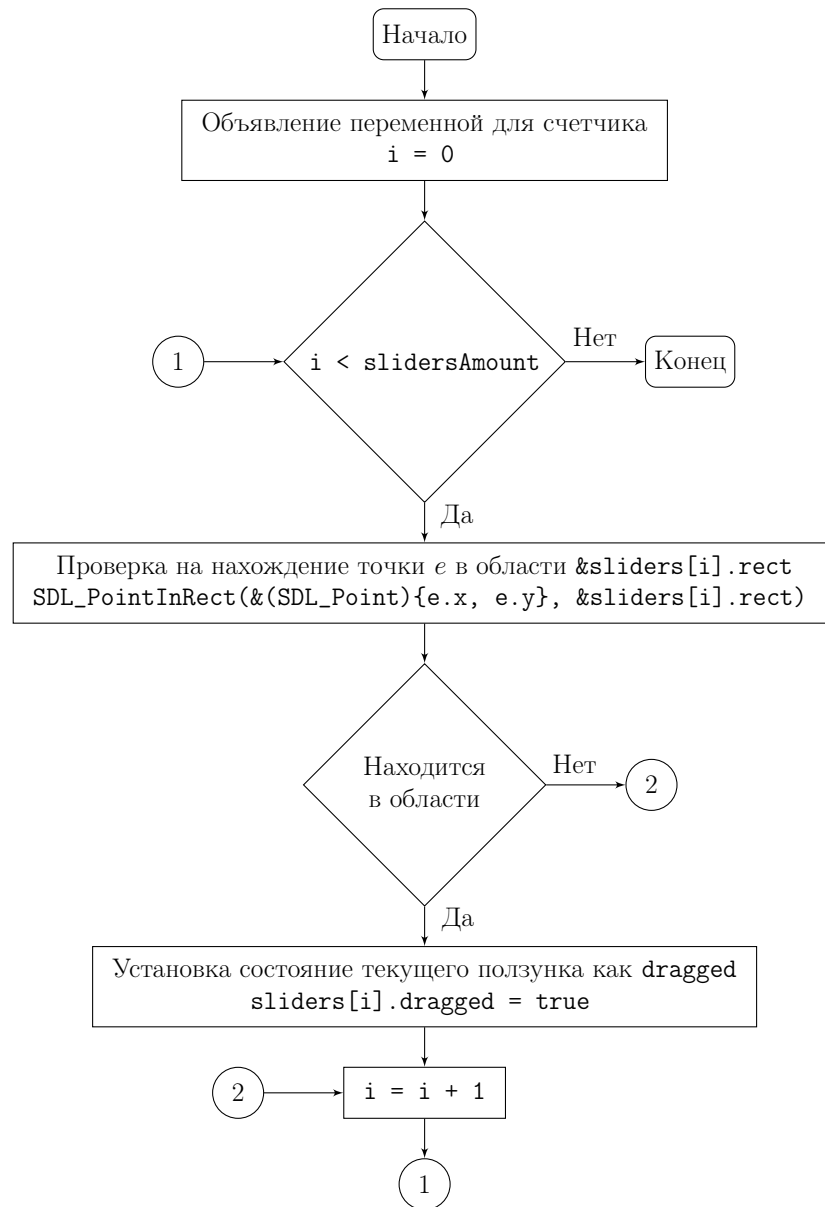 Начало
Объявление переменной для счетчика
i = 0
1
i < slidersAmount
Нет
Конец
Да
Проверка на нахождение точки e в области &sliders[i].rect
SDL_PointInRect(&(SDL_Point){e.x, e.y}, &sliders[i].rect)
Находится
в области
Нет
2
Да
Установка состояние текущего ползунка как dragged
sliders[i].dragged = true
2
i = i + 1
1